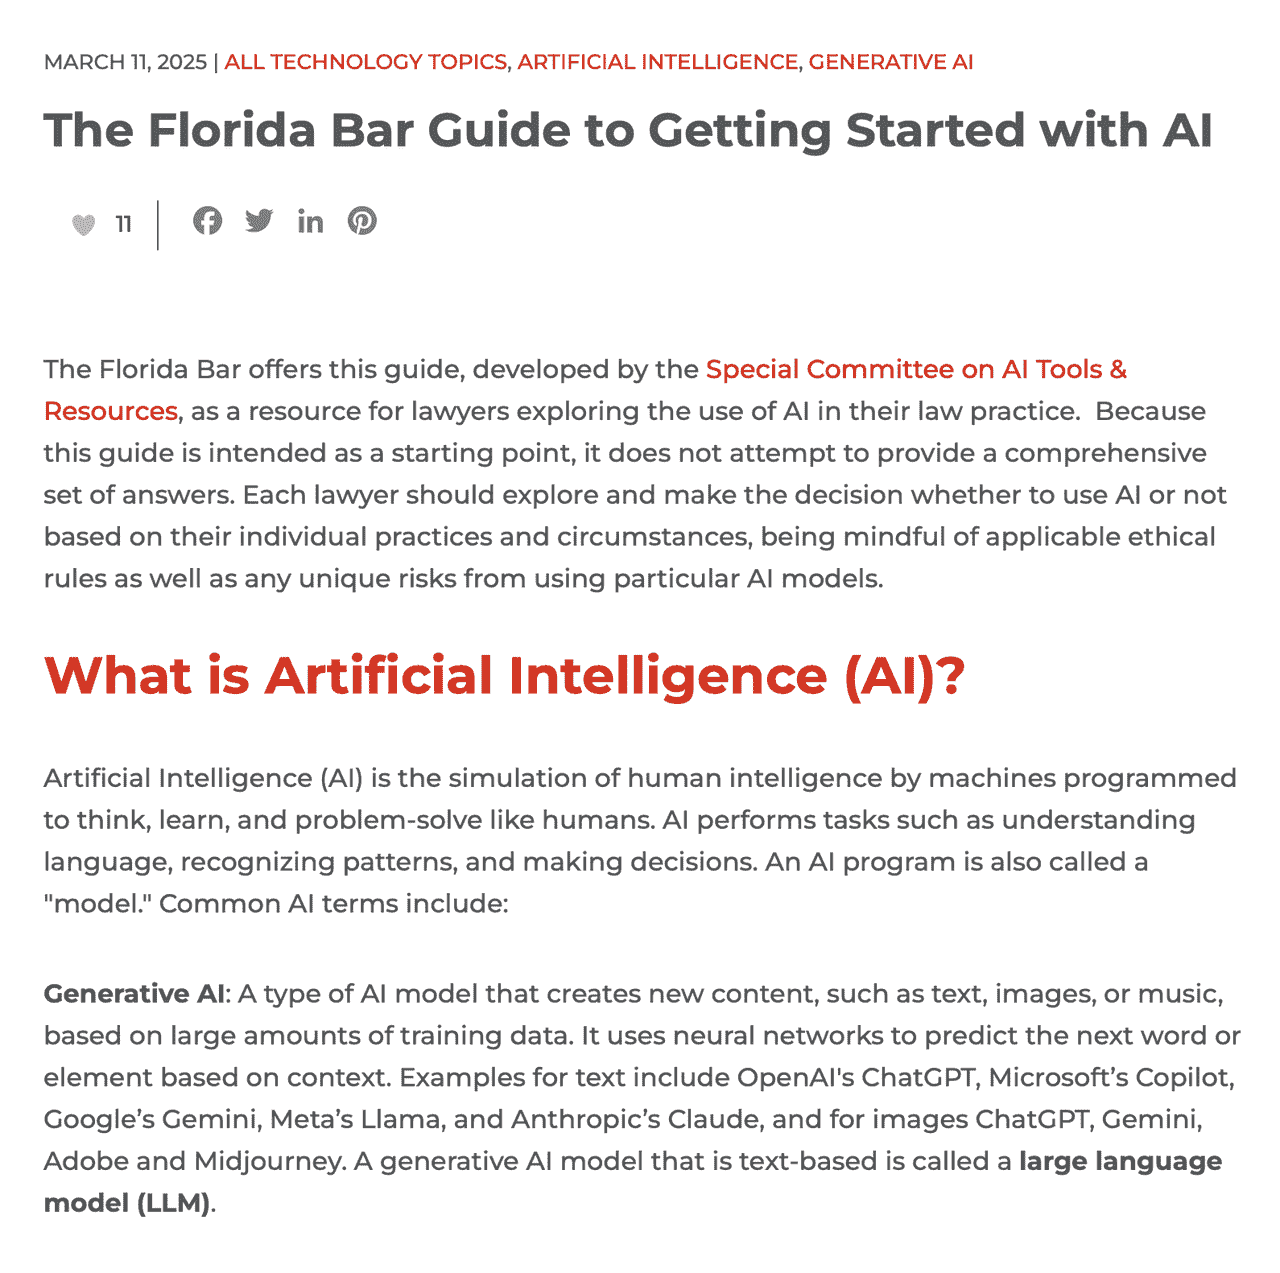 MARCH 11, 2025 | ALL TECHNOLOGY TOPICS, ARTIFICIAL INTELLIGENCE, GENERATIVE AI
The Florida Bar Guide to Getting Started with AI
11
The Florida Bar offers this guide, developed by the Special Committee on AI Tools &
Resources, as a resource for lawyers exploring the use of AI in their law practice.  Because
this guide is intended as a starting point, it does not attempt to provide a comprehensive
set of answers. Each lawyer should explore and make the decision whether to use AI or not
based on their individual practices and circumstances, being mindful of applicable ethical
rules as well as any unique risks from using particular AI models.
What is Artificial Intelligence (AI)?
Artificial Intelligence (AI) is the simulation of human intelligence by machines programmed
to think, learn, and problem-solve like humans. AI performs tasks such as understanding
language, recognizing patterns, and making decisions. An AI program is also called a
"model." Common AI terms include:
Generative AI: A type of AI model that creates new content, such as text, images, or music,
based on large amounts of training data. It uses neural networks to predict the next word or
element based on context. Examples for text include OpenAI's ChatGPT, Microsoft’s Copilot,
Google’s Gemini, Meta’s Llama, and Anthropic’s Claude, and for images ChatGPT, Gemini,
Adobe and Midjourney. A generative AI model that is text-based is called a large language
model (LLM).